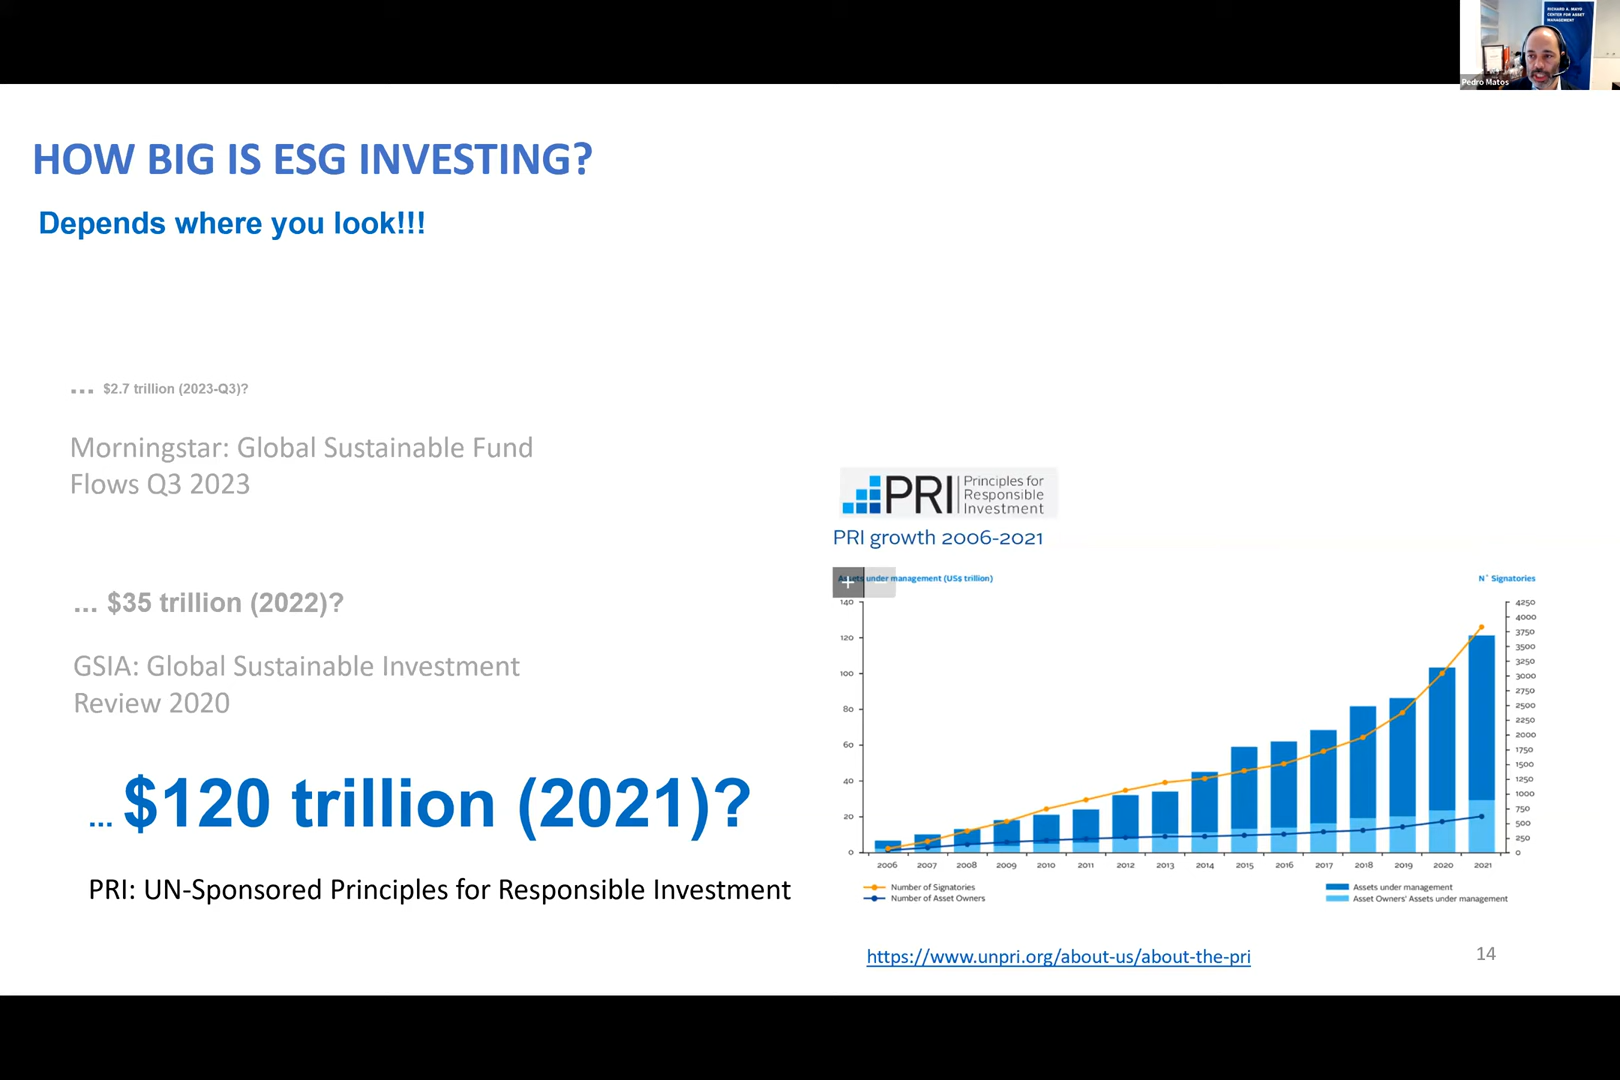 RICHARD A. MAYO
CENTER FOR ASSET
MANAGEMENT
Pedro Matos
HOW BIG IS ESG INVESTING?
Depends where you look!!!
... $2.7 trillion (2023-Q3)?
Morningstar: Global Sustainable Fund
Flows Q3 2023
... $35 trillion (2022)?
GSIA: Global Sustainable Investment
Review 2020
... $120 trillion (2021)?
PRI: UN-Sponsored Principles for Responsible Investment
PRI Principles for
Responsible
Investment
PRI growth 2006-2021
Assets under management (US$ trillion)
N° Signatories
140
120
100
80
60
40
20
0
4250
4000
3750
3500
3250
3000
2750
2500
2250
2000
1750
1500
1250
1000
750
500
250
0
2006 2007 2008 2009 2010 2011 2012 2013 2014 2015 2016 2017 2018 2019 2020 2021
Number of Signatories
Number of Asset Owners
Assets under management
Asset Owners' Assets under management
https://www.unpri.org/about-us/about-the-pri
14